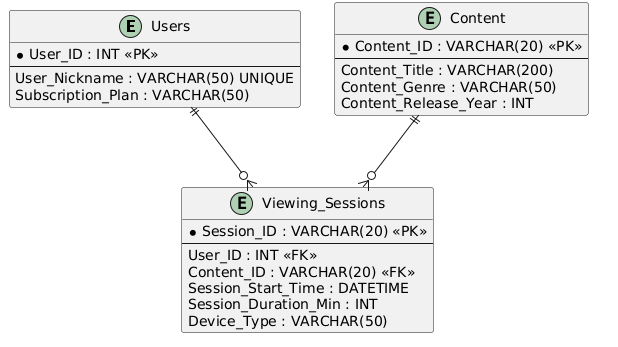 E Users
* User_ID : INT «PK»
User_Nickname : VARCHAR(50) UNIQUE
Subscription_Plan : VARCHAR(50)
E Content
* Content_ID : VARCHAR(20) «PK»
Content_Title : VARCHAR(200)
Content_Genre : VARCHAR(50)
Content_Release_Year : INT
E Viewing_Sessions
* Session_ID : VARCHAR(20) «PK»
User_ID : INT «FK»
Content_ID : VARCHAR(20) «FK»
Session_Start_Time : DATETIME
Session_Duration_Min : INT
Device_Type : VARCHAR(50)